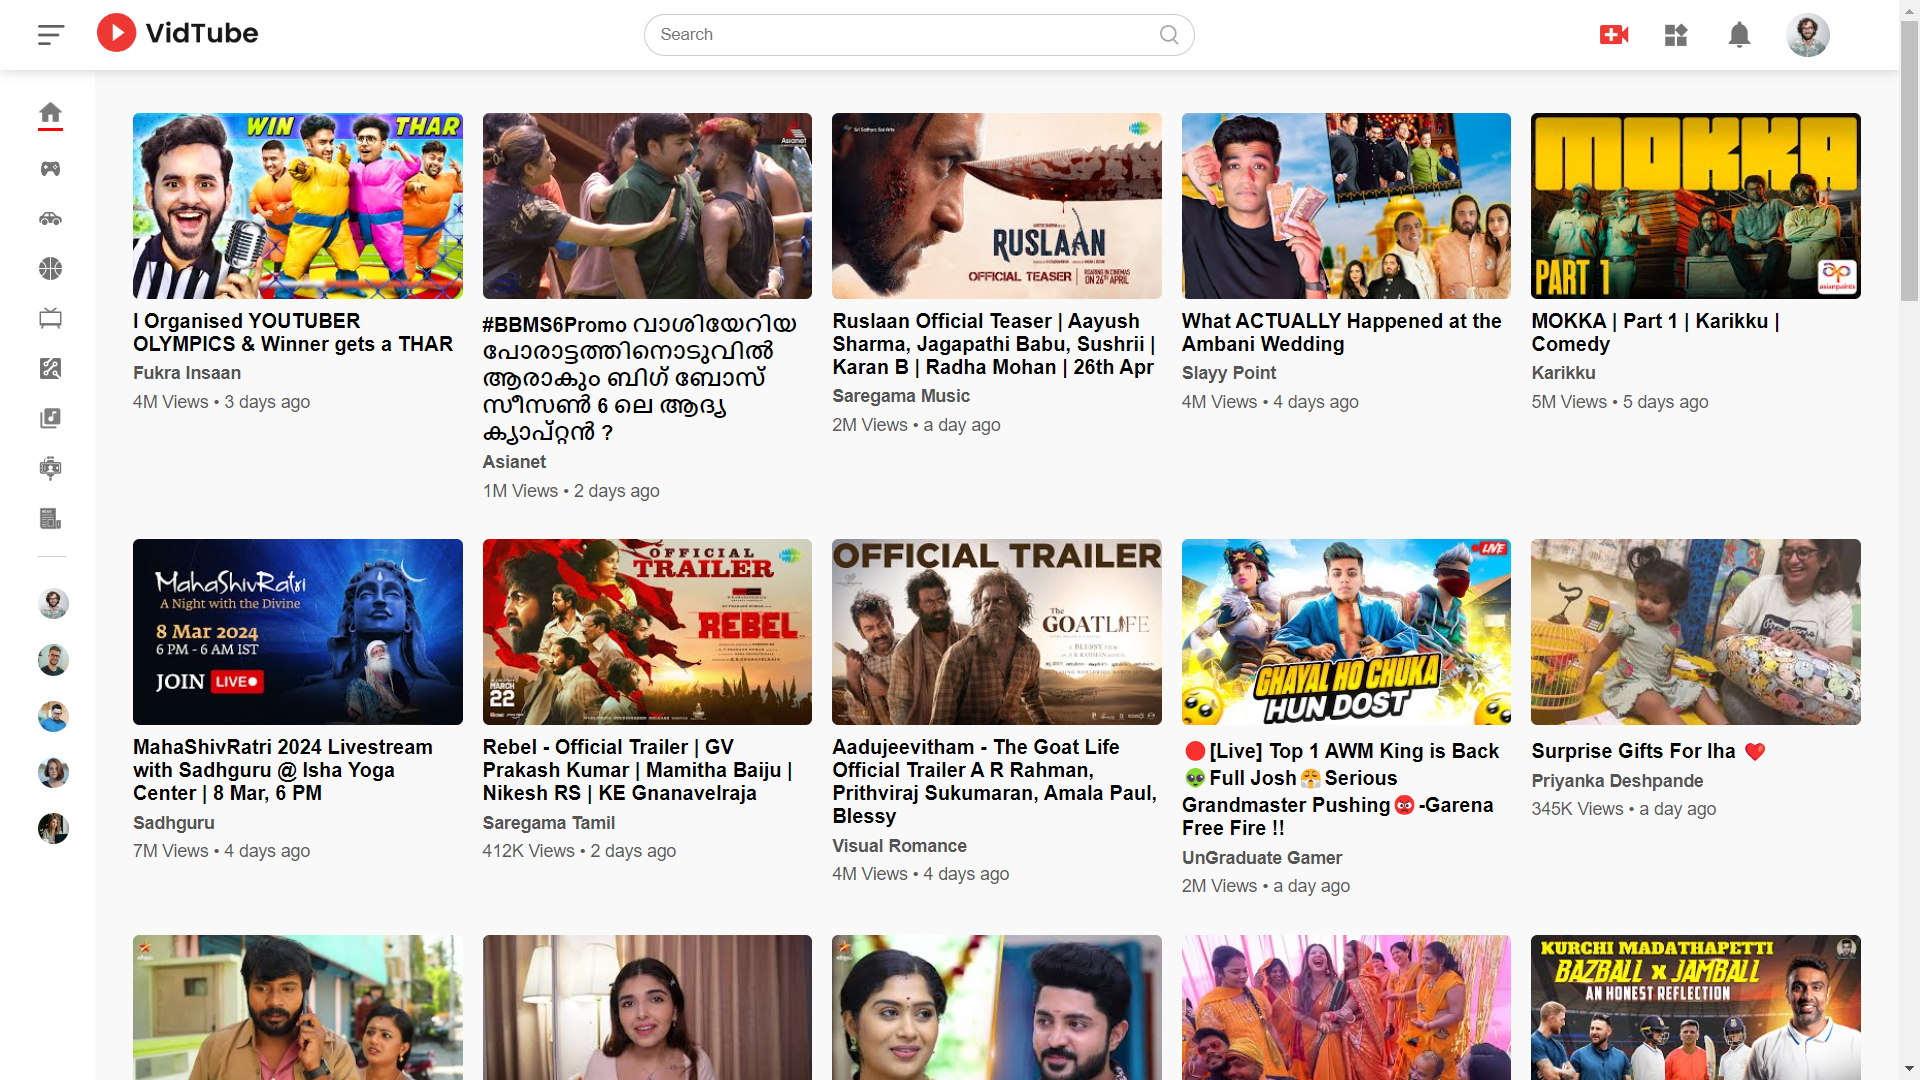 VidTube
Search
WIN THAR
Asianet
Sri Sathya Sai Arts
RUSLAAN
OFFICIAL TEASER
ROARING IN CINEMAS
ON 26TH APRIL
MOKKA
PART 1
ap
asianpaints
I Organised YOUTUBER
OLYMPICS & Winner gets a THAR
Fukra Insaan
4M Views • 3 days ago
#BBMS6Promo വാശിയേറിയ
പോരാട്ടത്തിനൊടുവിൽ
ആരാകും ബിഗ് ബോസ്
സീസൺ 6 ലെ ആദ്യ
ക്യാപ്റ്റൻ ?
Asianet
1M Views • 2 days ago
Ruslaan Official Teaser | Aayush
Sharma, Jagapathi Babu, Sushrii |
Karan B | Radha Mohan | 26th Apr
Saregama Music
2M Views • a day ago
What ACTUALLY Happened at the
Ambani Wedding
Slayy Point
4M Views • 4 days ago
MOKKA | Part 1 | Karikku |
Comedy
Karikku
5M Views • 5 days ago
MAHASHIVRATRI
A Night with the Divine
8 Mar 2024
6 PM - 6 AM IST
JOIN LIVE
OFFICIAL
TRAILER
REBEL
MARCH
22
OFFICIAL TRAILER
The
GOAT LIFE
A BLESSY FILM
LIVE
GHAYAL HO CHUKA
HUN DOST
MahaShivRatri 2024 Livestream
with Sadhguru @ Isha Yoga
Center | 8 Mar, 6 PM
Sadhguru
7M Views • 4 days ago
Rebel - Official Trailer | GV
Prakash Kumar | Mamitha Baiju |
Nikesh RS | KE Gnanavelraja
Saregama Tamil
412K Views • 2 days ago
Aadujeevitham - The Goat Life
Official Trailer A R Rahman,
Prithviraj Sukumaran, Amala Paul,
Blessy
Visual Romance
4M Views • 4 days ago
🔴[Live] Top 1 AWM King is Back
👽Full Josh😤Serious
Grandmaster Pushing😡-Garena
Free Fire !!
UnGraduate Gamer
2M Views • a day ago
Surprise Gifts For Iha ❤️
Priyanka Deshpande
345K Views • a day ago
KURCHI MADATHAPETTI
BAZBALL X JAMBALL
AN HONEST REFLECTION